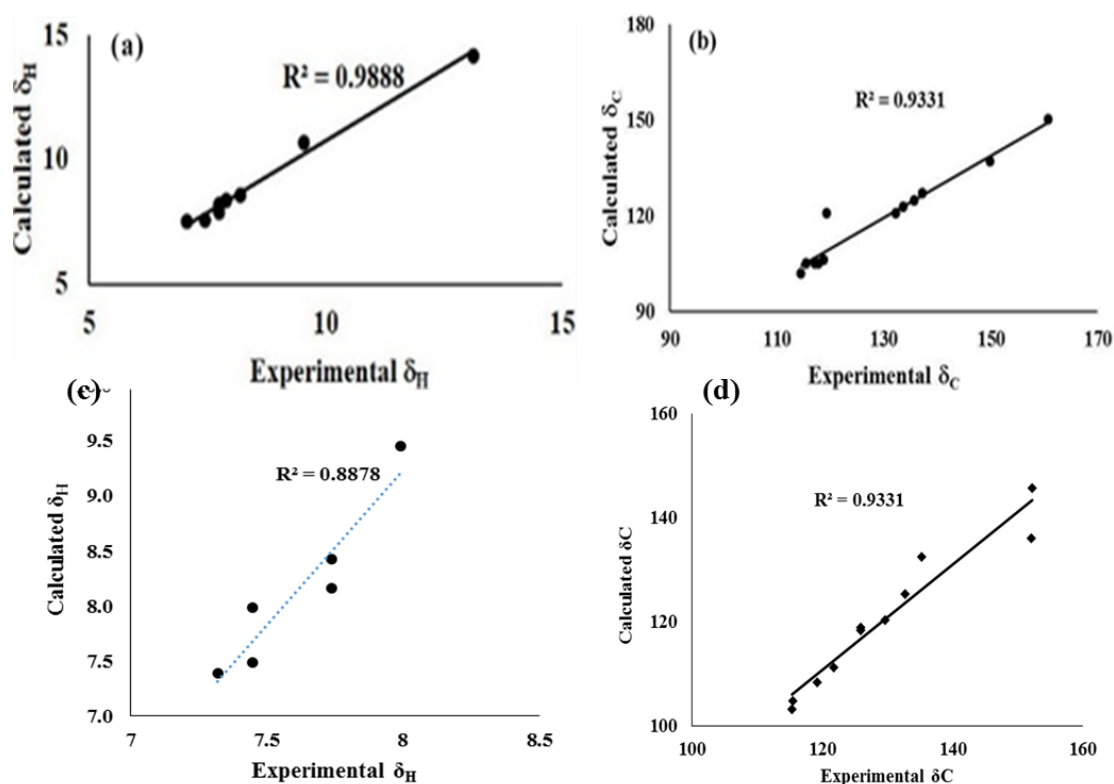 (a)
R² = 0.9888
Calculated δH
15
10
5
5 10 15
Experimental δH
(b)
R² = 0.9331
Calculated δC
180
150
120
90
90 110 130 150 170
Experimental δC
(c)
R² = 0.8878
Calculated δH
9.5
9.0
8.5
8.0
7.5
7.0
7 7.5 8 8.5
Experimental δH
(d)
R² = 0.9331
Calculated δC
160
140
120
100
100 120 140 160
Experimental δC